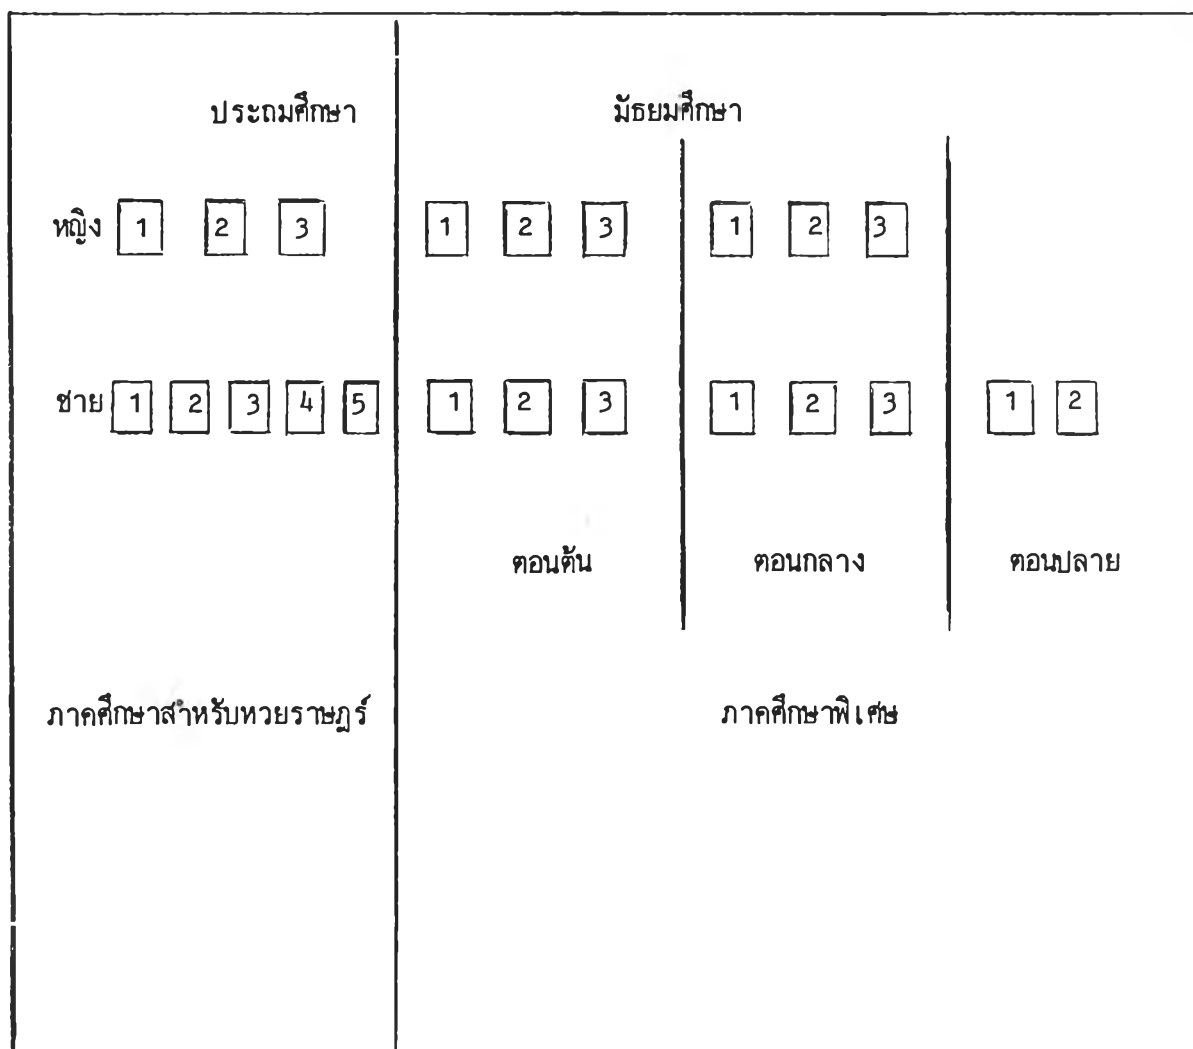 ประถมศึกษา มัธยมศึกษา
หญิง 1 2 3 1 2 3 1 2 3
ชาย 1 2 3 4 5 1 2 3 1 2 3 1 2
ตอนต้น ตอนกลาง ตอนปลาย
ภาคศึกษาสำหรับทวยราษฎร์ ภาคศึกษาพิเศษ